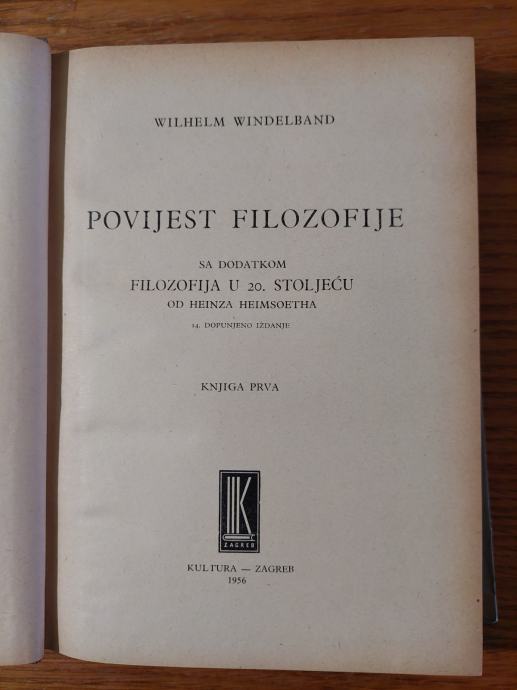 WILHELM WINDELBAND
POVIJEST FILOZOFIJE
SA DODATKOM
FILOZOFIJA U 20. STOLJEĆU
OD HEINZA HEIMSOETHA
14. DOPUNJENO IZDANJE
KNJIGA PRVA
K
ZAGREB
KULTURA — ZAGREB
1956